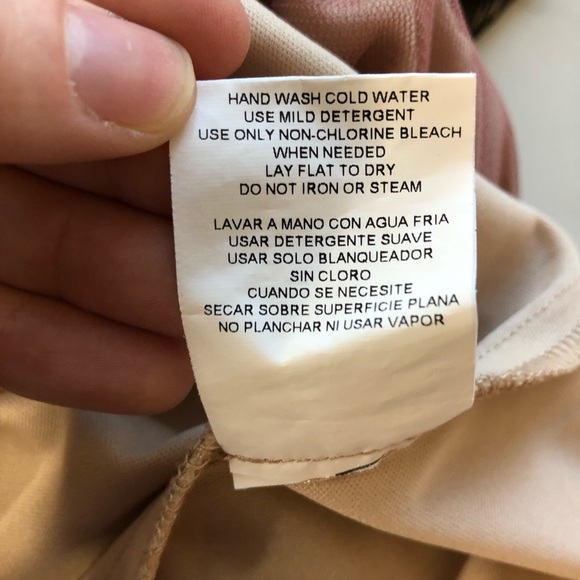 HAND WASH COLD WATER
USE MILD DETERGENT
USE ONLY NON-CHLORINE BLEACH
WHEN NEEDED
LAY FLAT TO DRY
DO NOT IRON OR STEAM
LAVAR A MANO CON AGUA FRIA
USAR DETERGENTE SUAVE
USAR SOLO BLANQUEADOR
SIN CLORO
CUANDO SE NECESITE
SECAR SOBRE SUPERFICIE PLANA
NO PLANCHAR NI USAR VAPOR